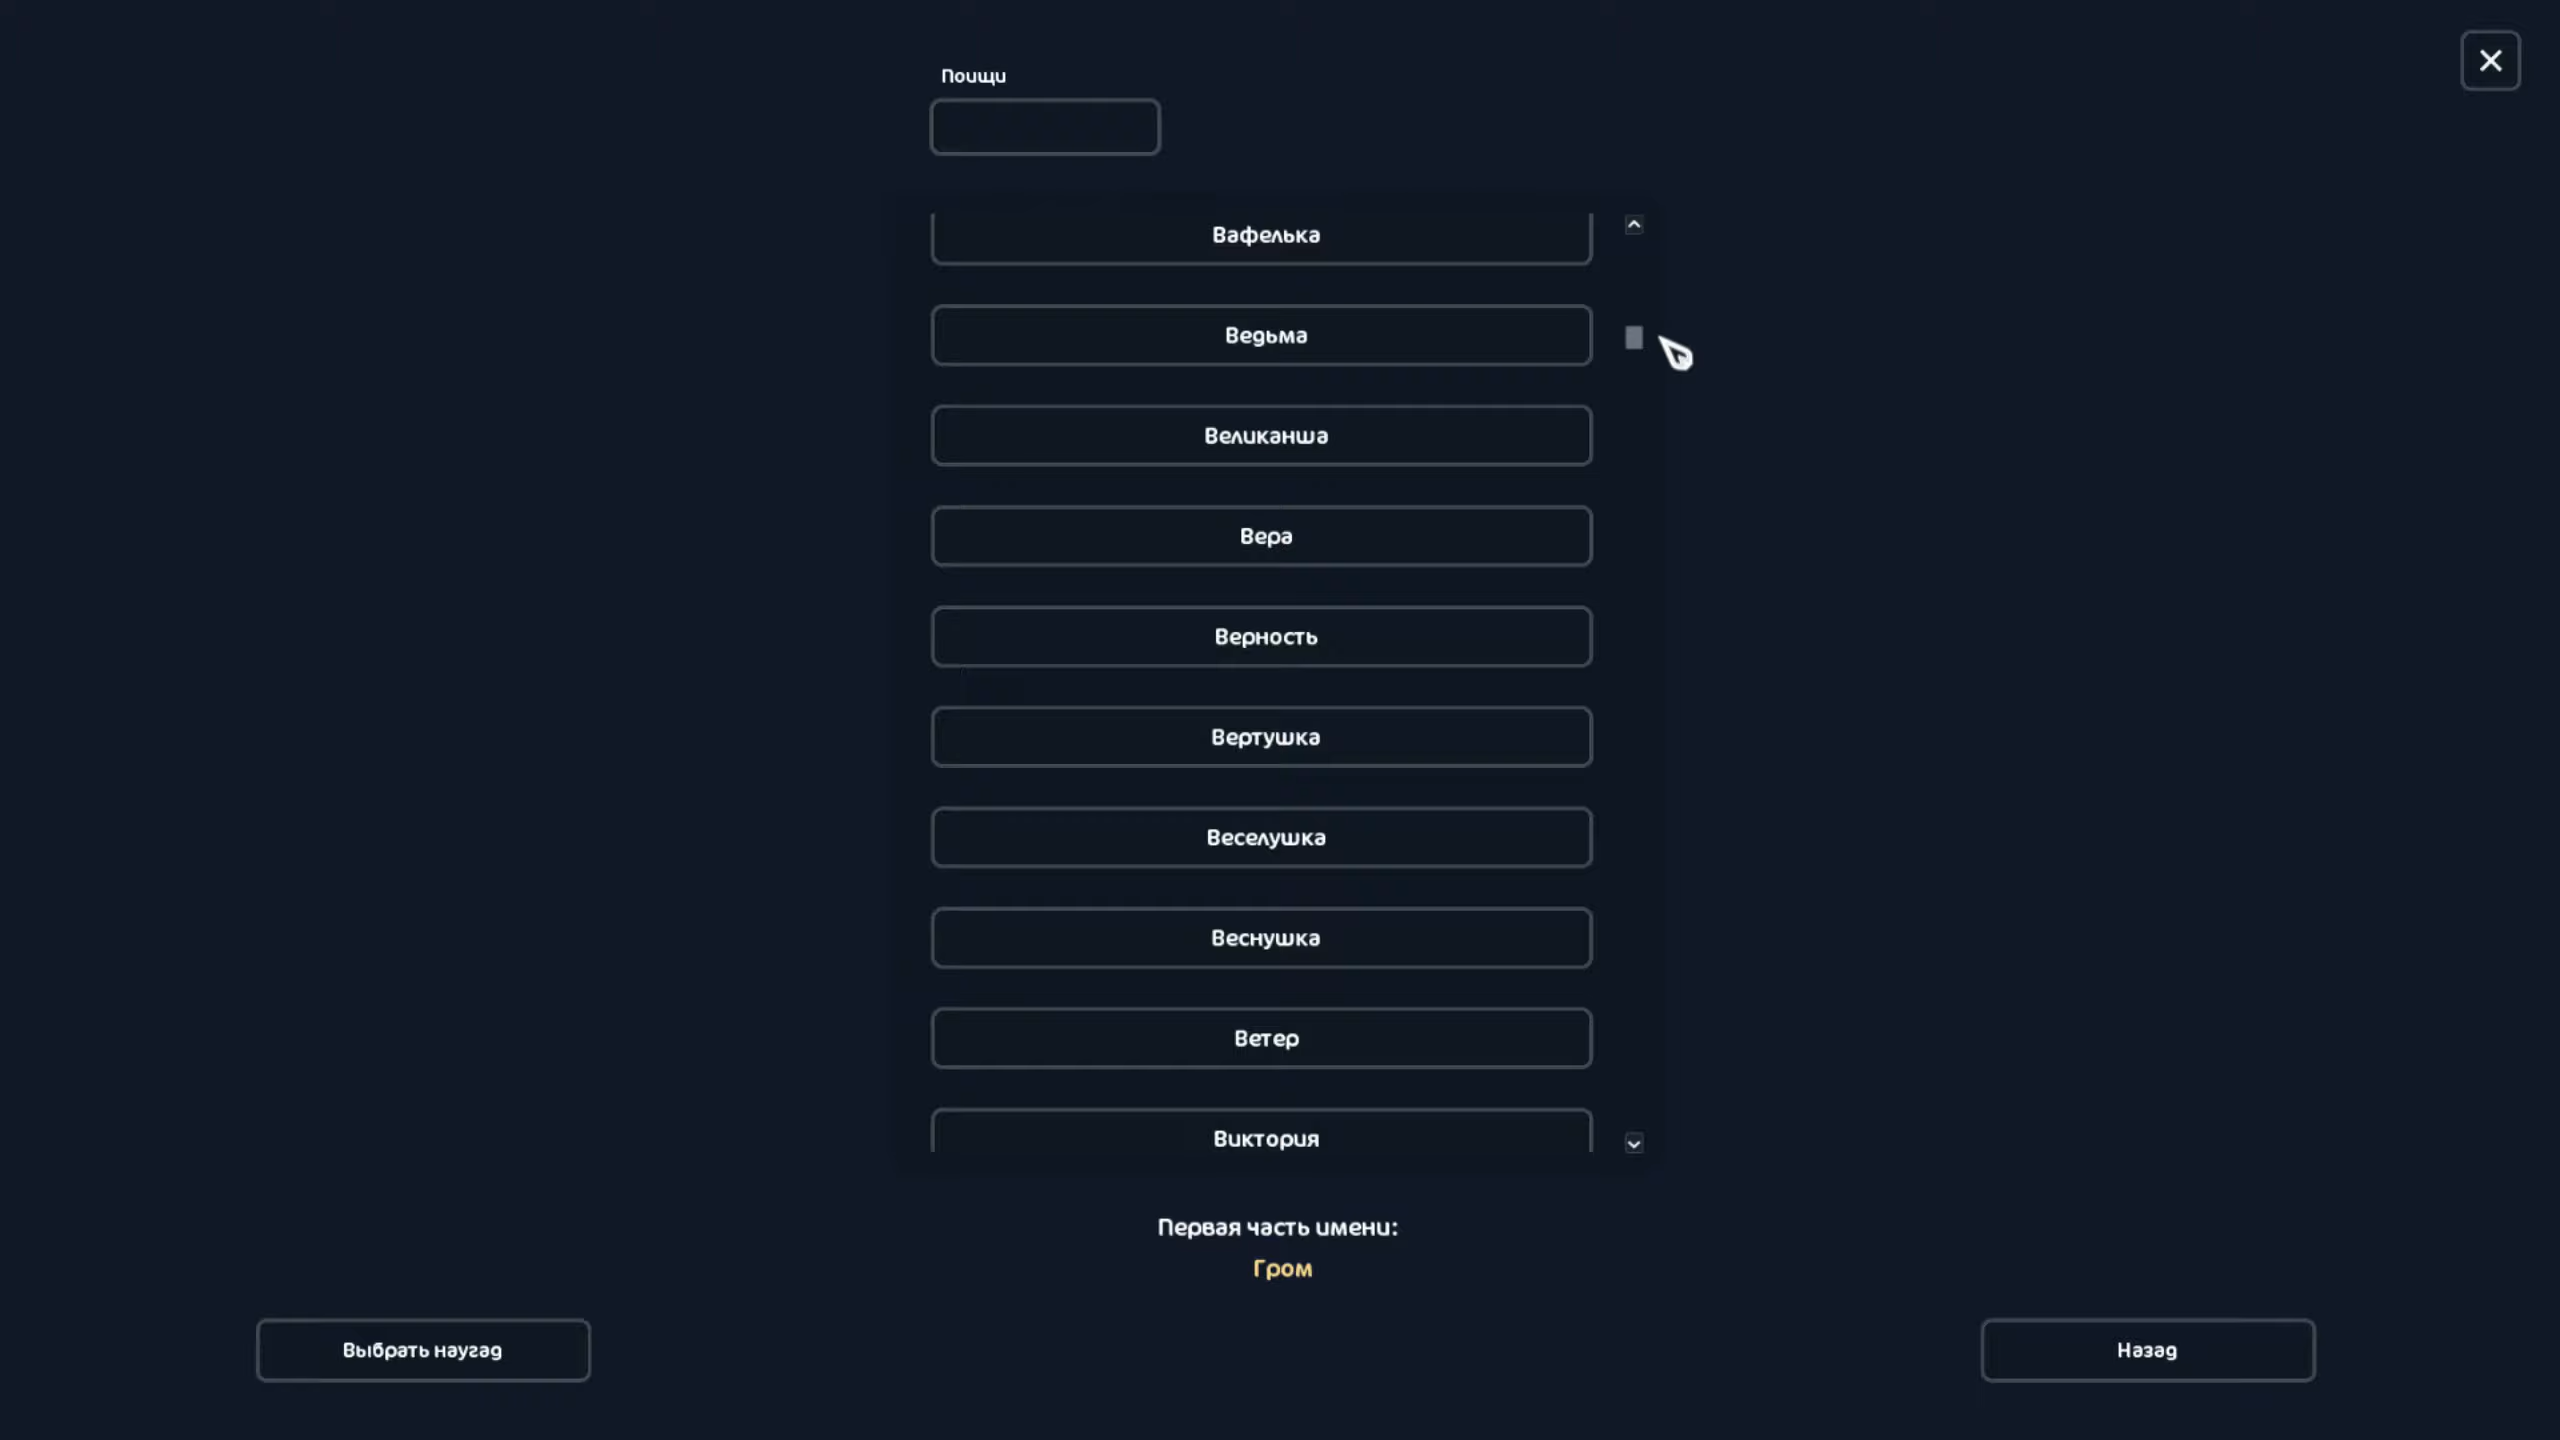 Поищи
Вафелька
Ведьма
Великанша
Вера
Верность
Вертушка
Веселушка
Веснушка
Ветер
Виктория
Первая часть имени:
Гром
Выбрать наугад
Назад